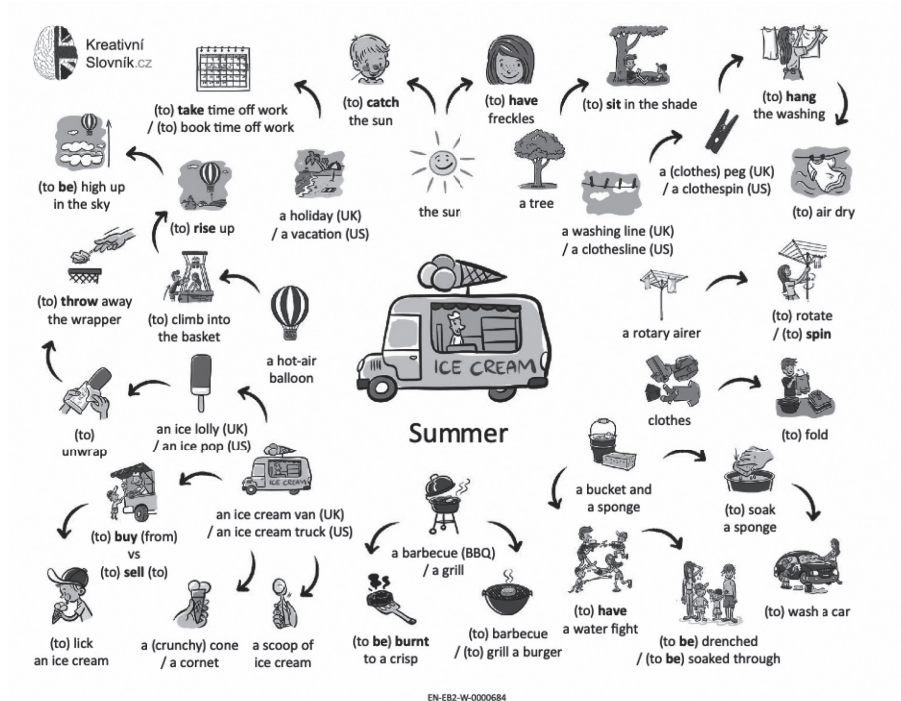 Kreativní
Slovník.cz
(to) take time off work
/ (to) book time off work
(to) catch
the sun
(to) have
freckles
(to) sit in the shade
(to) hang
the washing
(to be) high up
in the sky
(to) rise up
a holiday (UK)
/ a vacation (US)
the sun
a tree
a washing line (UK)
/ a clothesline (US)
a (clothes) peg (UK)
/ a clothespin (US)
(to) air dry
(to) throw away
the wrapper
(to) climb into
the basket
a hot-air
balloon
ICE CREAM
a rotary airer
(to) rotate
/ (to) spin
(to)
unwrap
an ice lolly (UK)
/ an ice pop (US)
Summer
clothes
(to) fold
ICE CREAM
(to) buy (from)
vs
(to) sell (to)
an ice cream van (UK)
/ an ice cream truck (US)
a barbecue (BBQ)
/ a grill
a bucket and
a sponge
(to) soak
a sponge
(to) lick
an ice cream
a (crunchy) cone
/ a cornet
a scoop of
ice cream
(to be) burnt
to a crisp
(to) barbecue
/ (to) grill a burger
(to) have
a water fight
(to be) drenched
/ (to be) soaked through
(to) wash a car
EN-EB2-W-0000684